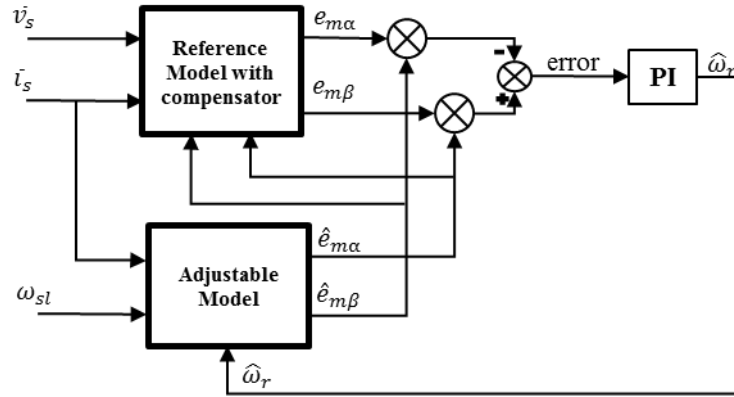 v̄s
īs
Reference
Model with
compensator
emα
emβ
-
+
error
PI
ω̂r
ωsl
Adjustable
Model
êmα
êmβ
ω̂r